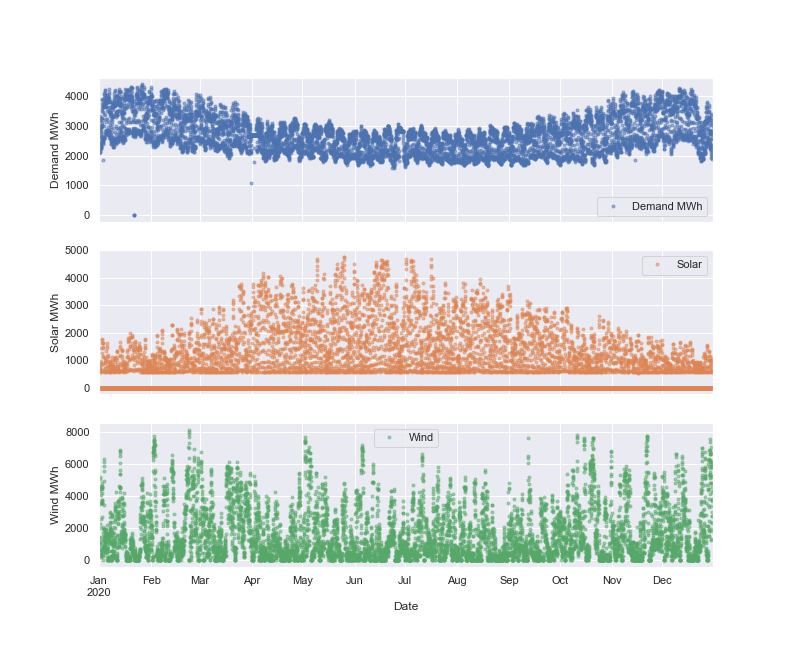 4000
3000
2000
1000
0
Demand MWh
Demand MWh
5000
4000
3000
2000
1000
0
Solar MWh
Solar
8000
6000
4000
2000
0
Wind MWh
Wind
Jan Feb Mar Apr May Jun Jul Aug Sep Oct Nov Dec
2020
Date